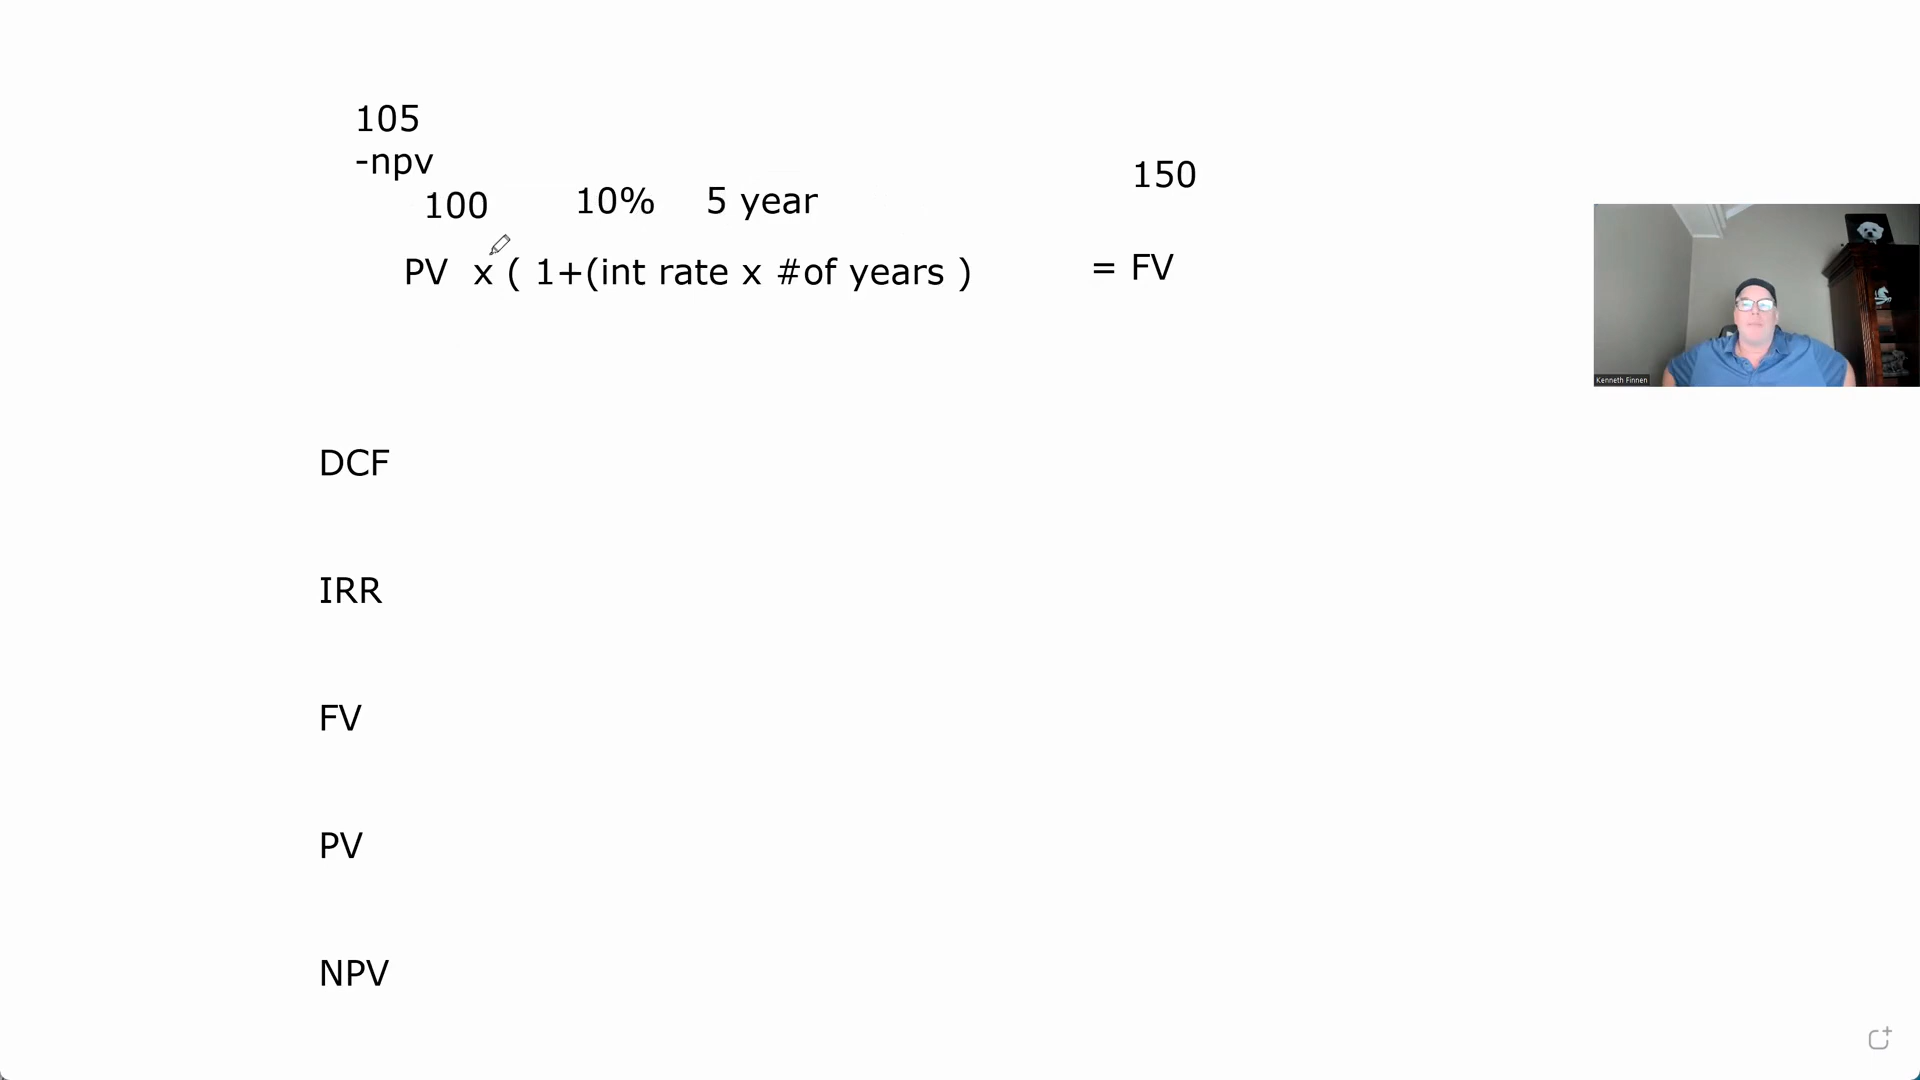 105
-npv
150
100 10% 5 year
PV x ( 1+(int rate x #of years ) = FV
Kenneth Finnen
DCF
IRR
FV
PV
NPV